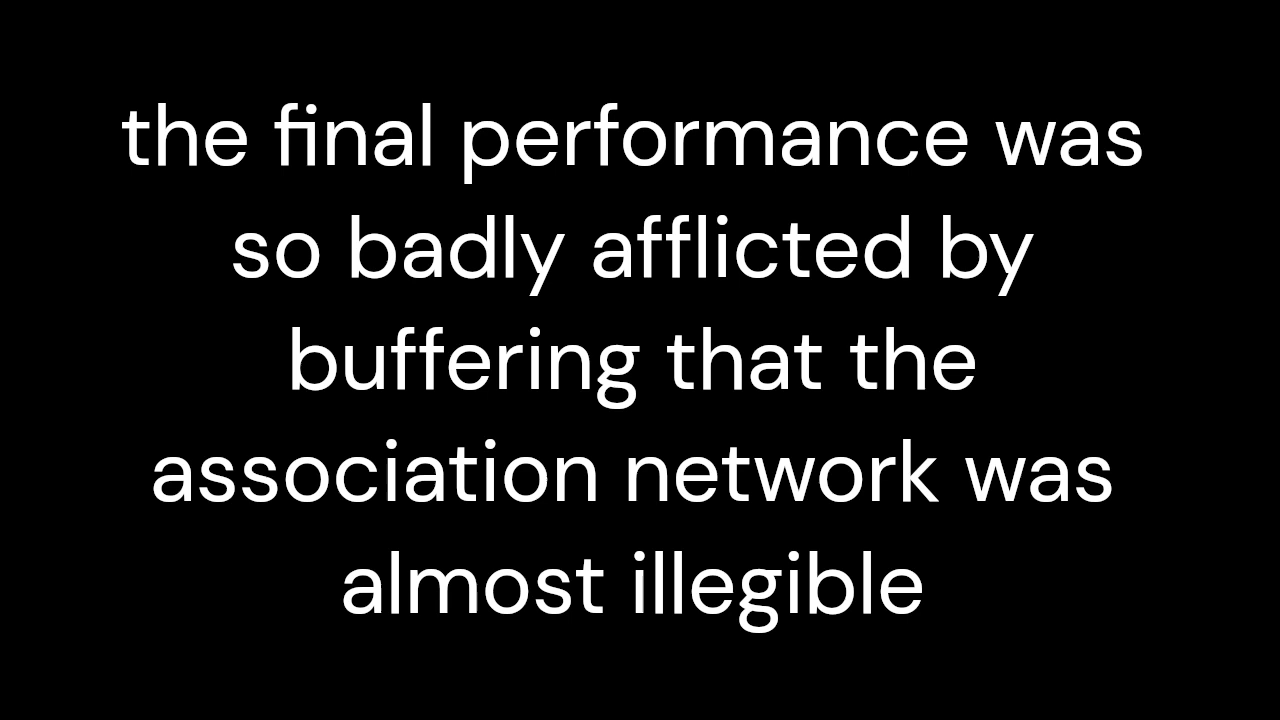 the final performance was
so badly afflicted by
buffering that the
association network was
almost illegible